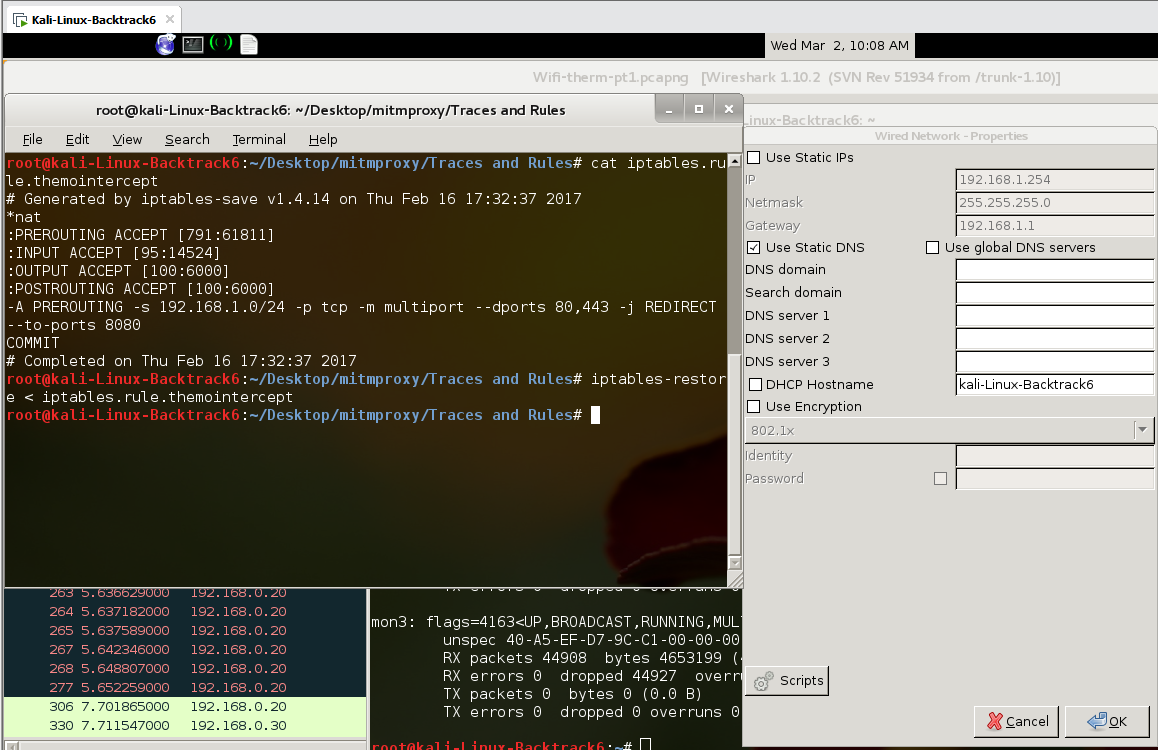 Kali-Linux-Backtrack6
Wed Mar 2, 10:08 AM
Wifi-therm-pt1.pcapng [Wireshark 1.10.2 (SVN Rev 51934 from /trunk-1.10)]
root@kali-Linux-Backtrack6: ~/Desktop/mitmproxy/Traces and Rules
File Edit View Search Terminal Help
root@kali-Linux-Backtrack6:~/Desktop/mitmproxy/Traces and Rules# cat iptables.ru
le.themointercept
# Generated by iptables-save v1.4.14 on Thu Feb 16 17:32:37 2017
*nat
:PREROUTING ACCEPT [791:61811]
:INPUT ACCEPT [95:14524]
:OUTPUT ACCEPT [100:6000]
:POSTROUTING ACCEPT [100:6000]
-A PREROUTING -s 192.168.1.0/24 -p tcp -m multiport --dports 80,443 -j REDIRECT
--to-ports 8080
COMMIT
# Completed on Thu Feb 16 17:32:37 2017
root@kali-Linux-Backtrack6:~/Desktop/mitmproxy/Traces and Rules# iptables-restor
e < iptables.rule.themointercept
root@kali-Linux-Backtrack6:~/Desktop/mitmproxy/Traces and Rules#
inux-Backtrack6: ~
Wired Network - Properties
Use Static IPs
IP 192.168.1.254
Netmask 255.255.255.0
Gateway 192.168.1.1
Use Static DNS Use global DNS servers
DNS domain
Search domain
DNS server 1
DNS server 2
DNS server 3
DHCP Hostname kali-Linux-Backtrack6
Use Encryption
802.1x
Identity
Password
Scripts
Cancel OK
263 5.636629000 192.168.0.20
264 5.637182000 192.168.0.20
265 5.637589000 192.168.0.20
267 5.642346000 192.168.0.20
268 5.648807000 192.168.0.20
277 5.652259000 192.168.0.20
306 7.701865000 192.168.0.20
330 7.711547000 192.168.0.30
TX errors 0 dropped 0 overruns 0
mon3: flags=4163<UP,BROADCAST,RUNNING,MUL
unspec 40-A5-EF-D7-9C-C1-00-00-00
RX packets 44908 bytes 4653199 (
RX errors 0 dropped 44927 overru
TX packets 0 bytes 0 (0.0 B)
TX errors 0 dropped 0 overruns 0
root@kali-Linux-Backtrack6:~#